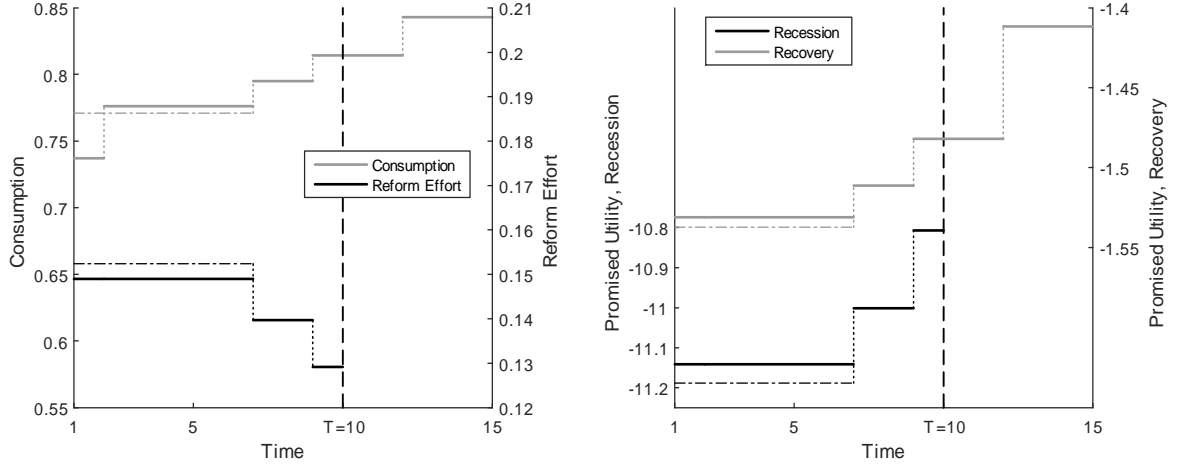 0.85
0.8
0.75
0.7
0.65
0.6
0.55
Consumption
0.21
0.2
0.19
0.18
0.17
0.16
0.15
0.14
0.13
0.12
Reform Effort
Consumption
Reform Effort
1
5
T=10
15
Time
-10.8
-10.9
-11
-11.1
-11.2
Promised Utility, Recession
Recession
Recovery
-1.4
-1.45
-1.5
-1.55
Promised Utility, Recovery
1
5
T=10
15
Time